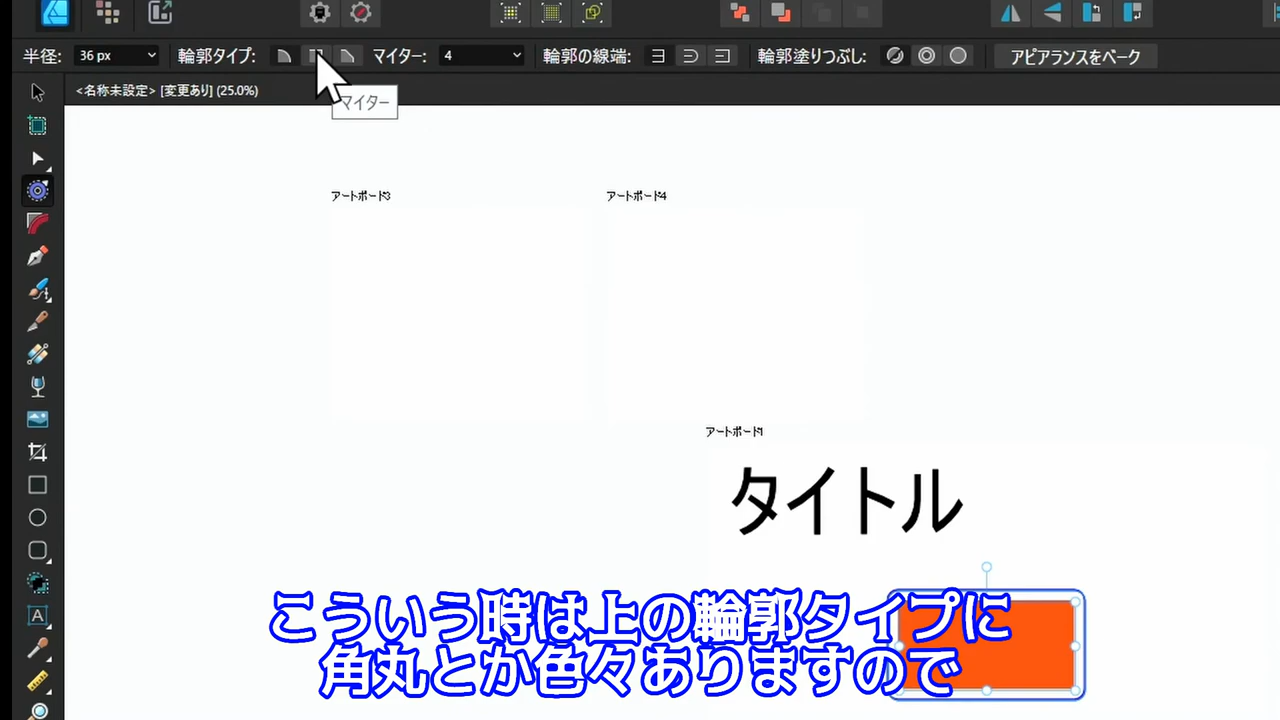 半径: 36 px 輪郭タイプ: マイター: 4 輪郭の線端: 輪郭塗りつぶし: アピアランスをベーク
<名称未設定> [変更あり] (25.0%)
マイター
アートボード3 アートボード4
アートボード1
タイトル
こういう時は上の輪郭タイプに
角丸とか色々ありますので
A